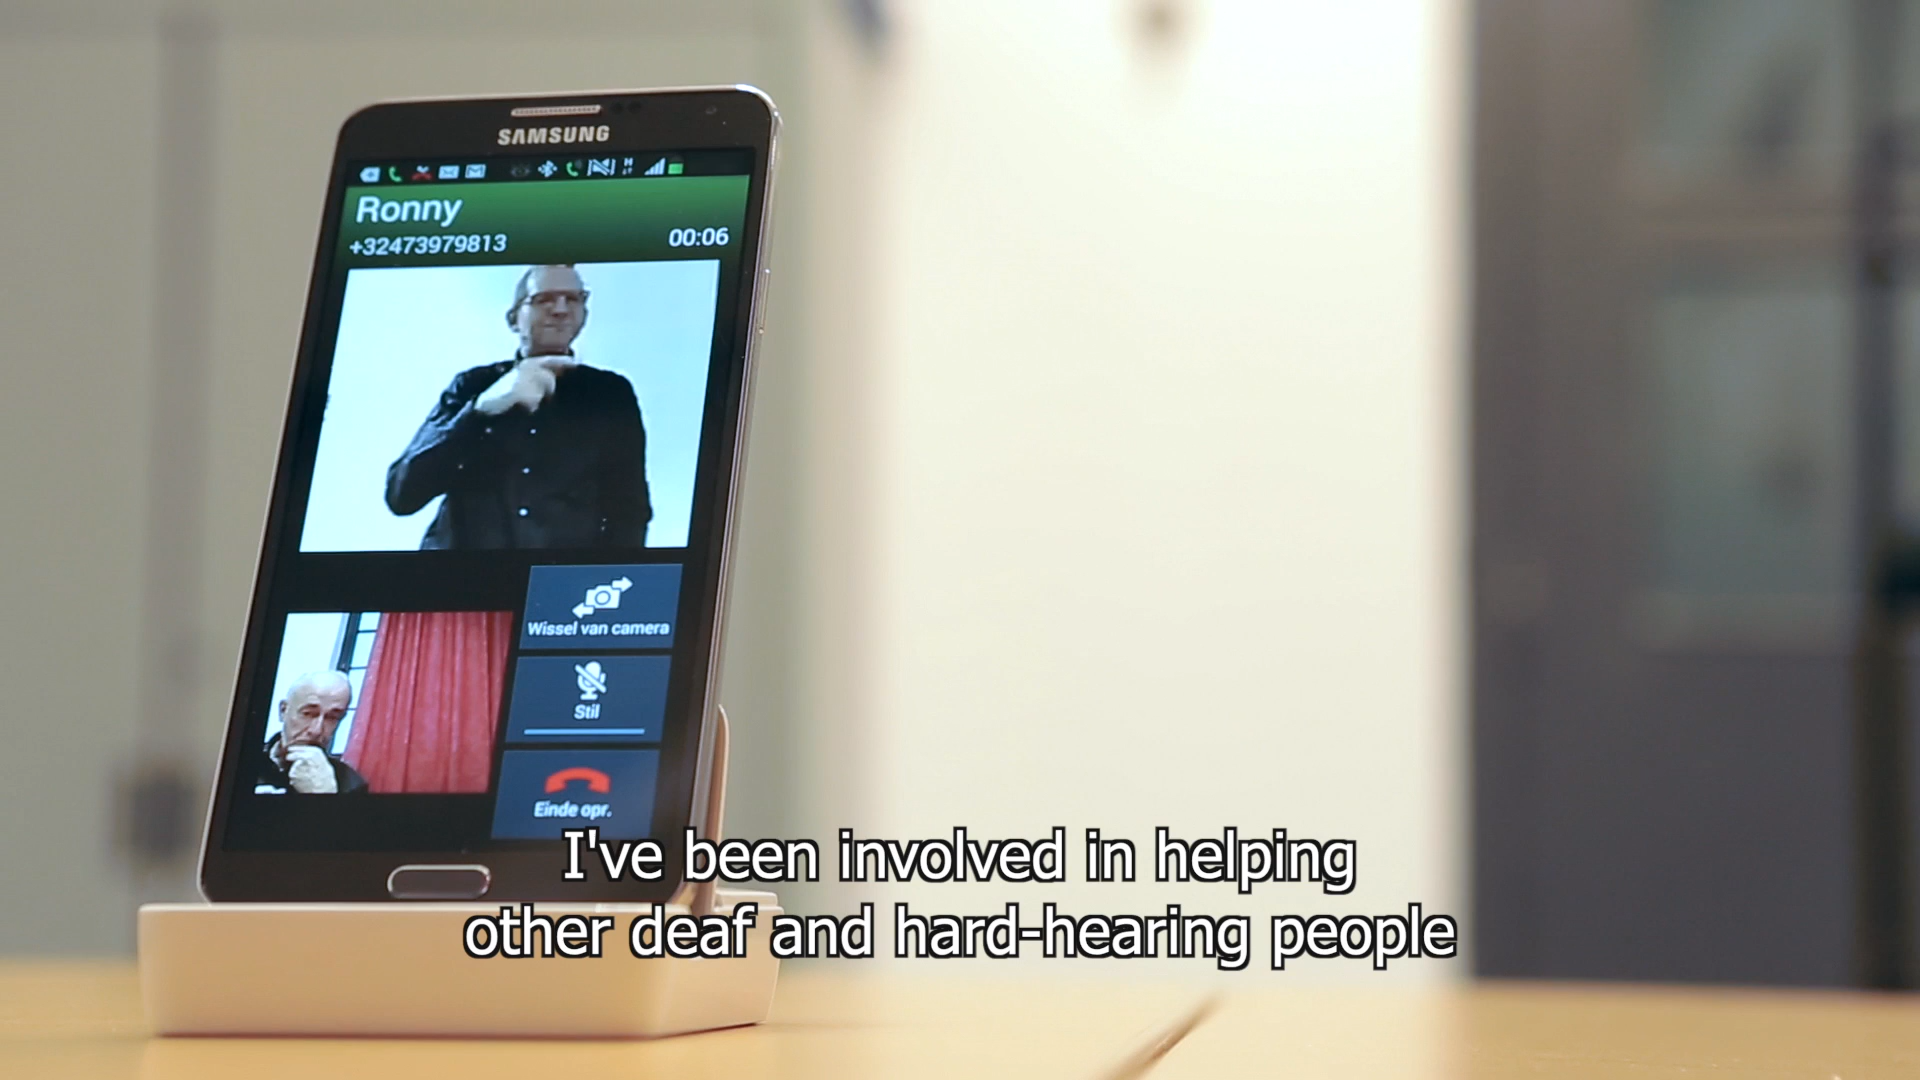 SAMSUNG
Ronny
+32473979813
00:06
Wissel van camera
Stil
Einde opr.
I've been involved in helping
other deaf and hard-hearing people